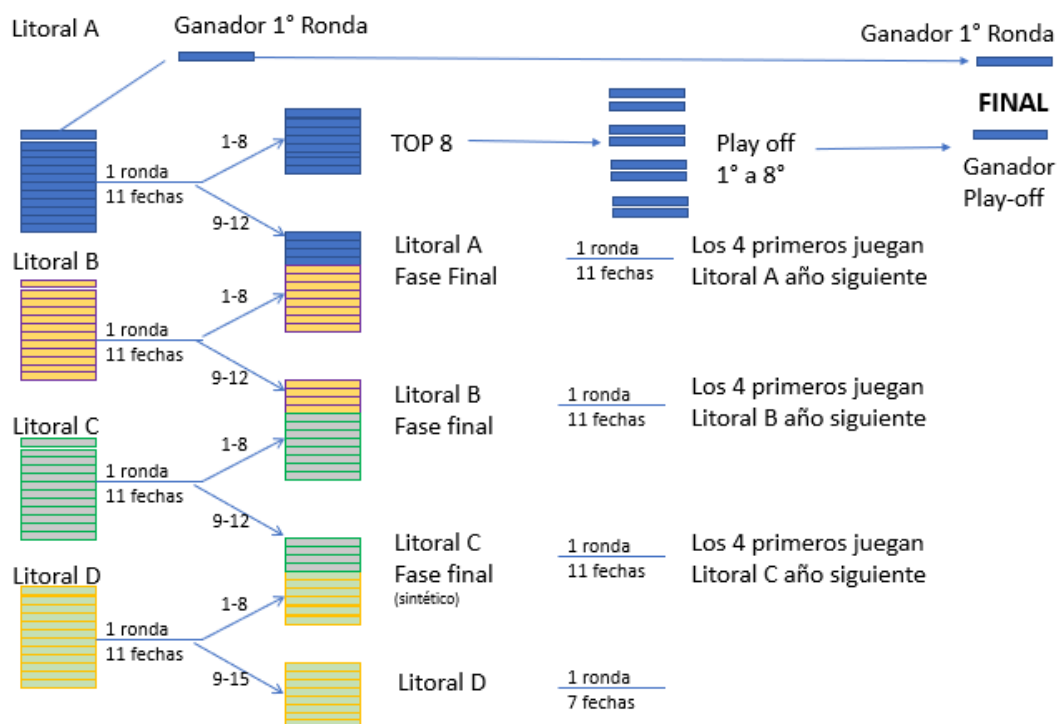 Litoral A
Ganador 1° Ronda
Ganador 1° Ronda
FINAL
1-8
TOP 8
Play off
1° a 8°
Ganador
Play-off
1 ronda
11 fechas
9-12
Litoral A
Fase Final
1 ronda
11 fechas
Los 4 primeros juegan
Litoral A año siguiente
Litoral B
1-8
1 ronda
11 fechas
9-12
Litoral B
Fase final
1 ronda
11 fechas
Los 4 primeros juegan
Litoral B año siguiente
Litoral C
1-8
1 ronda
11 fechas
9-12
Litoral C
Fase final
(sintético)
1 ronda
11 fechas
Los 4 primeros juegan
Litoral C año siguiente
Litoral D
1-8
1 ronda
11 fechas
9-15
Litoral D
1 ronda
7 fechas